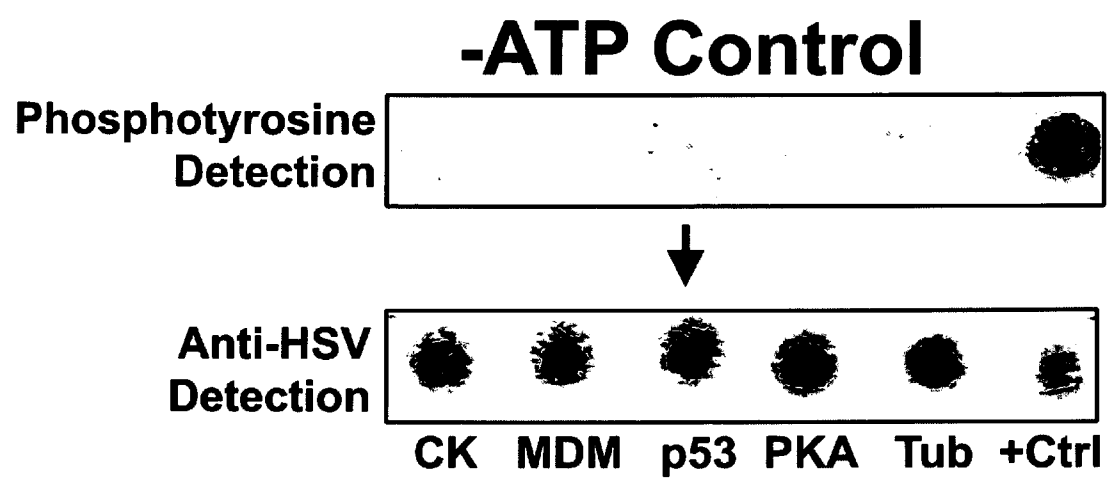 -ATP Control
Phosphotyrosine
Detection
Anti-HSV
Detection
CK MDM p53 PKA Tub +Ctrl